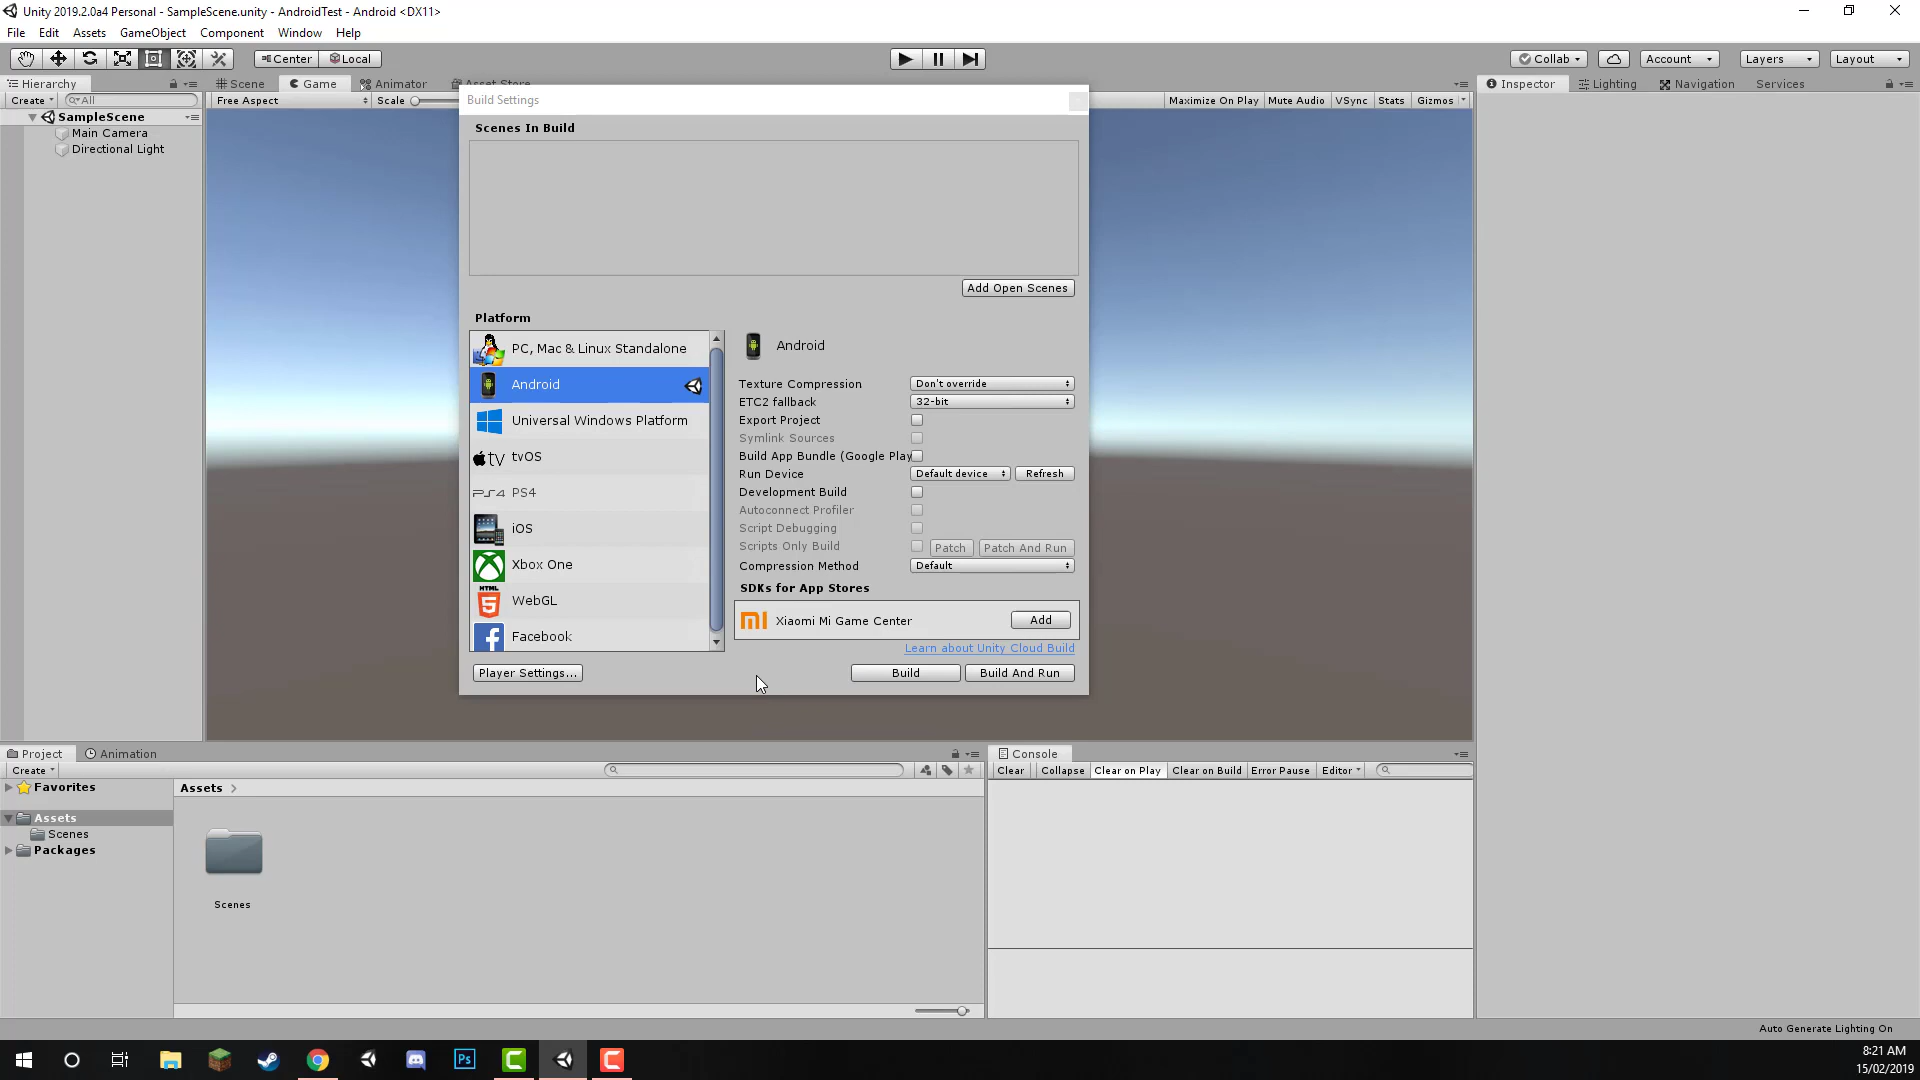 Unity 2019.2.0a4 Personal - SampleScene.unity - AndroidTest - Android <DX11>
File Edit Assets GameObject Component Window Help
Center Local
Collab Account Layers Layout
Hierarchy
Scene Game Animator Asset Store
Inspector Lighting Navigation Services
Create All
Free Aspect Scale
Maximize On Play Mute Audio VSync Stats Gizmos
SampleScene
Main Camera
Directional Light
Build Settings
Scenes In Build
Add Open Scenes
Platform
PC, Mac & Linux Standalone
Android
Universal Windows Platform
tv tvOS
PS4 PS4
iOS
Xbox One
HTML
5 WebGL
Facebook
Player Settings...
Android
Texture Compression Don't override
ETC2 fallback 32-bit
Export Project
Symlink Sources
Build App Bundle (Google Play
Run Device Default device Refresh
Development Build
Autoconnect Profiler
Script Debugging
Scripts Only Build Patch Patch And Run
Compression Method Default
SDKs for App Stores
mi Xiaomi Mi Game Center Add
Learn about Unity Cloud Build
Build Build And Run
Project Animation
Create
Favorites
Assets
Scenes
Packages
Assets
Scenes
Console
Clear Collapse Clear on Play Clear on Build Error Pause Editor
Auto Generate Lighting On
Ps
8:21 AM
15/02/2019